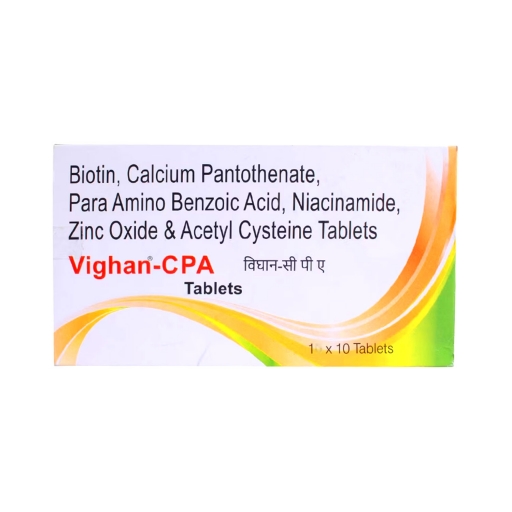 Biotin, Calcium Pantothenate,
Para Amino Benzoic Acid, Niacinamide,
Zinc Oxide & Acetyl Cysteine Tablets
Vighan®-CPA विघान-सी पी ए
Tablets
1 x 10 Tablets